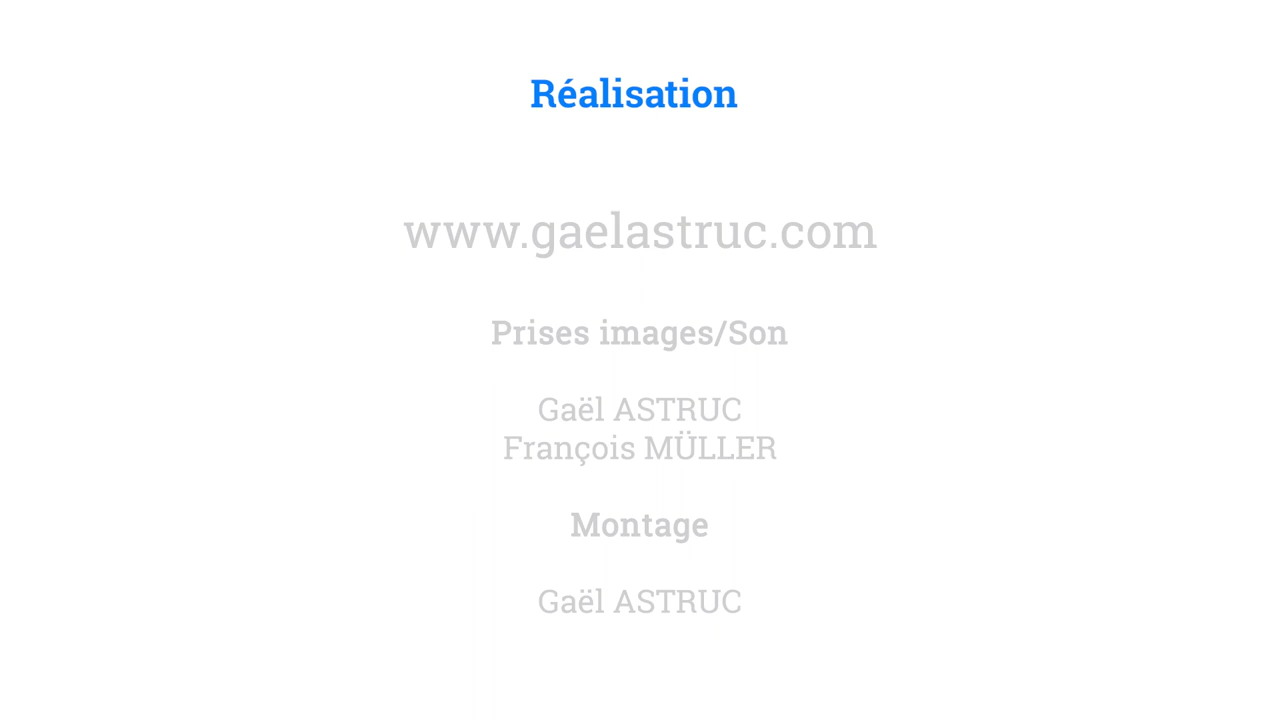 Réalisation
www.gaelastruc.com
Prises images/Son
Gaël ASTRUC
François MÜLLER
Montage
Gaël ASTRUC